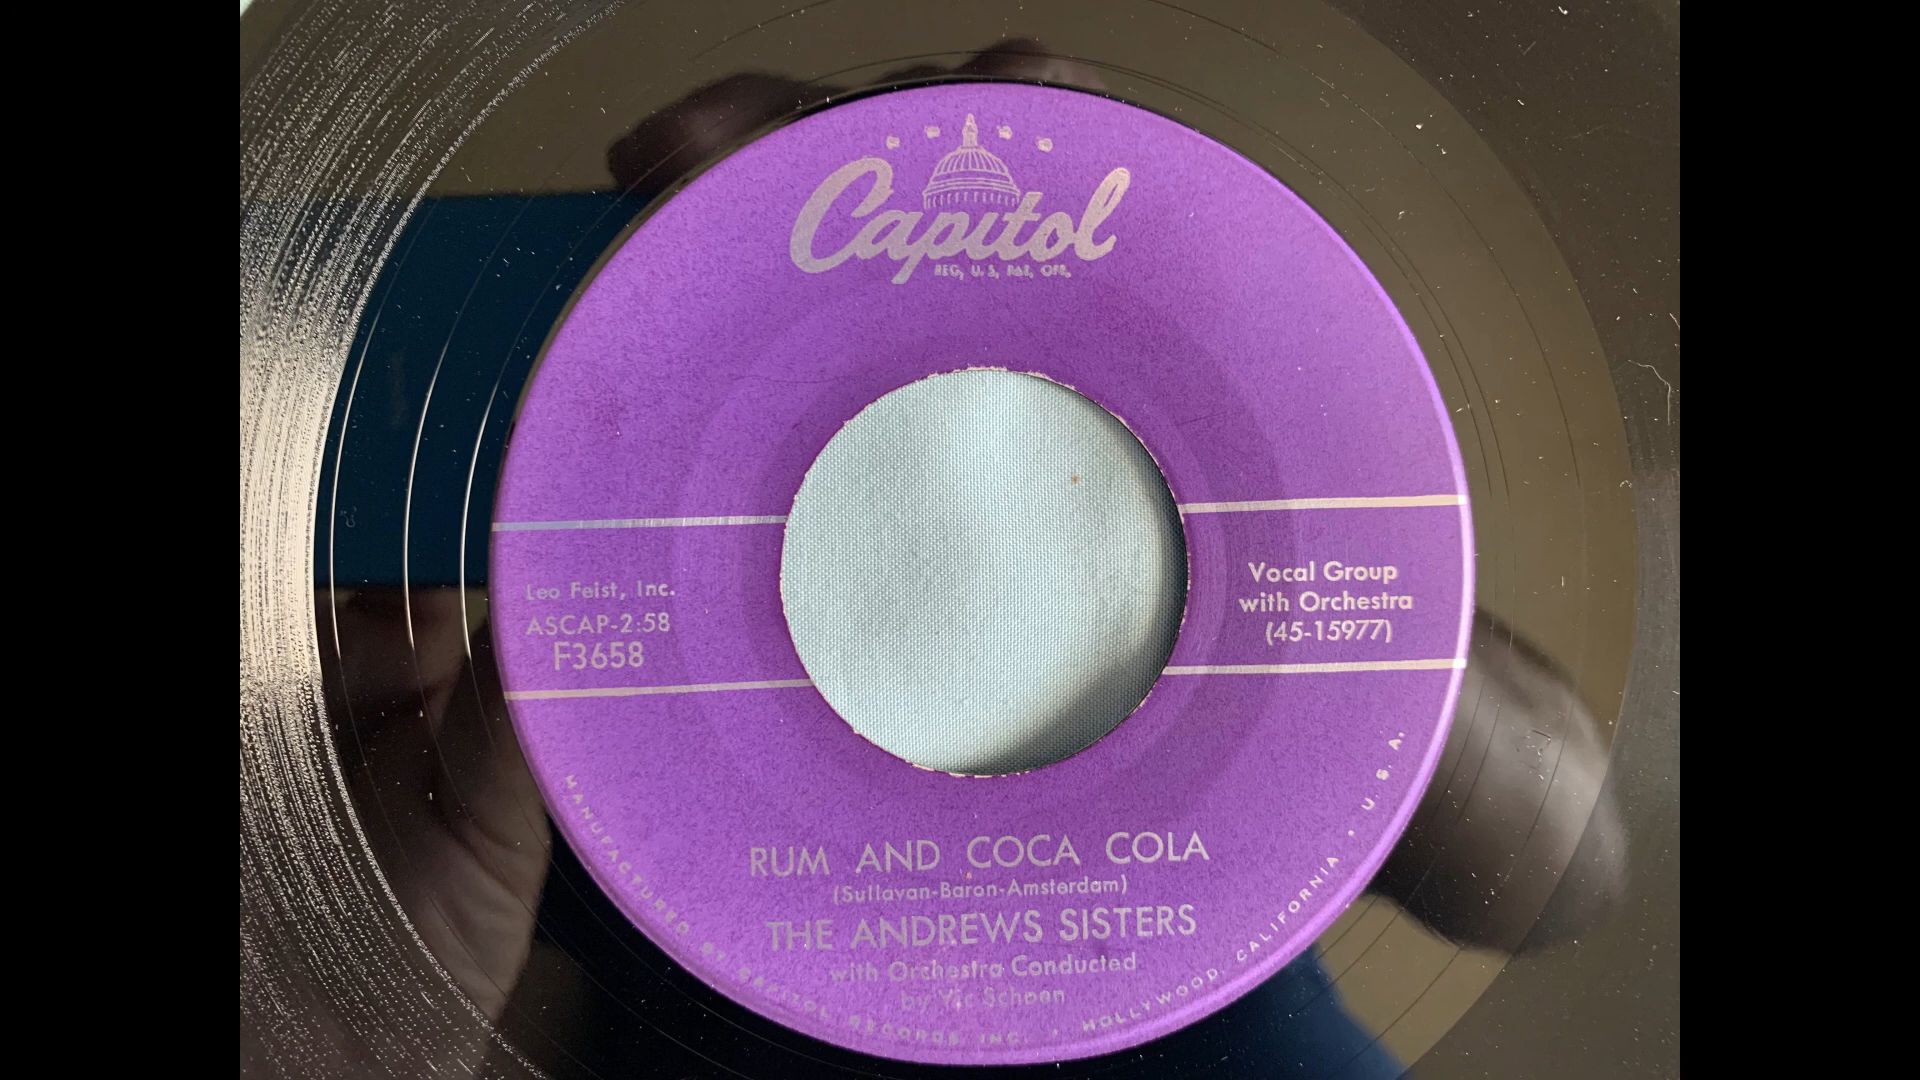 Capitol
REG. U.S. PAT. OFF.
Leo Feist, Inc.
ASCAP-2:58
F3658
Vocal Group
with Orchestra
(45-15977)
RUM AND COCA COLA
(Sullavan-Baron-Amsterdam)
THE ANDREWS SISTERS
with Orchestra Conducted
by Vic Schoen
MANUFACTURED BY CAPITOL RECORDS, INC. • HOLLYWOOD, CALIFORNIA • U.S.A.